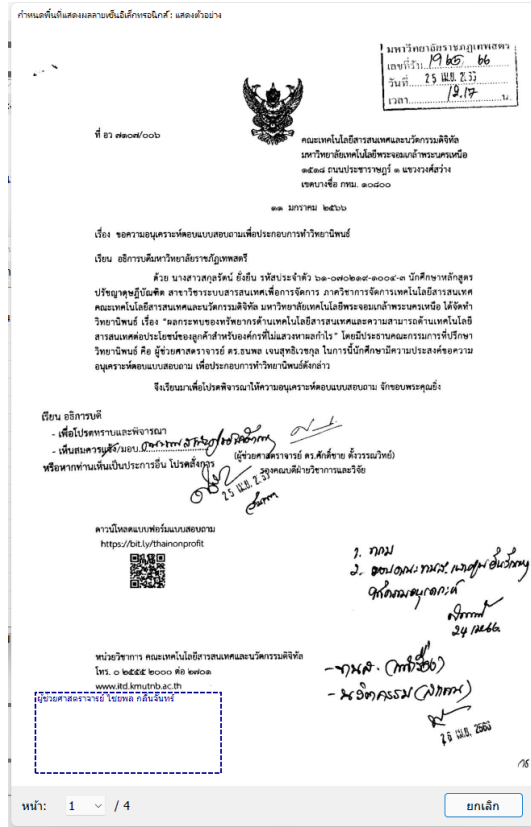 กำหนดพื้นที่แสดงผลลายเซ็นอิเล็กทรอนิกส์ : แสดงตัวอย่าง
มหาวิทยาลัยราชภัฏเทพสตรี
เลขที่รับ 1965 66
วันที่ 25 เม.ย. 2566
เวลา น.
ที่ อว ๗๑๐๗/๐๐๖
คณะเทคโนโลยีสารสนเทศและนวัตกรรมดิจิทัล
มหาวิทยาลัยเทคโนโลยีพระจอมเกล้าพระนครเหนือ
๑๕๑๘ ถนนประชาราษฎร์ ๑ แขวงวงศ์สว่าง
เขตบางซื่อ กทม. ๑๐๘๐๐
๑๑ มกราคม ๒๕๖๖
เรื่อง ขอความอนุเคราะห์ตอบแบบสอบถามเพื่อประกอบการทำวิทยานิพนธ์
เรียน อธิการบดีมหาวิทยาลัยราชภัฏเทพสตรี
ด้วย นางสาวสกุลรัตน์ ยั่งยืน รหัสประจำตัว ๖๑-๐๗๐๒๑๙-๑๐๐๔-๓ นักศึกษาหลักสูตร
ปรัชญาดุษฎีบัณฑิต สาขาวิชาระบบสารสนเทศเพื่อการจัดการ ภาควิชาการจัดการเทคโนโลยีสารสนเทศ
คณะเทคโนโลยีสารสนเทศและนวัตกรรมดิจิทัล มหาวิทยาลัยเทคโนโลยีพระจอมเกล้าพระนครเหนือ ได้จัดทำ
วิทยานิพนธ์ เรื่อง "ผลกระทบของทรัพยากรด้านเทคโนโลยีสารสนเทศและความสามารถด้านเทคโนโลยี
สารสนเทศต่อประโยชน์ของลูกค้าสำหรับองค์กรที่ไม่แสวงหาผลกำไร" โดยมีประธานคณะกรรมการที่ปรึกษา
วิทยานิพนธ์ คือ ผู้ช่วยศาสตราจารย์ ดร.ธนพล เจนสุทธิเวชกุล ในการนี้นักศึกษามีความประสงค์ขอความ
อนุเคราะห์ตอบแบบสอบถาม เพื่อประกอบการทำวิทยานิพนธ์ดังกล่าว
จึงเรียนมาเพื่อโปรดพิจารณาให้ความอนุเคราะห์ตอบแบบสอบถาม จักขอบพระคุณยิ่ง
เรียน อธิการบดี
- เพื่อโปรดทราบและพิจารณา
- เห็นสมควรแจ้ง/มอบ
(ผู้ช่วยศาสตราจารย์ ดร.ศักดิ์ชาย ตั้งวรรณวิทย์)
หรือหากท่านเห็นเป็นประการอื่น โปรดสั่งการ
รองคณบดีฝ่ายวิชาการและวิจัย
25 เม.ย. 2566
ดาวน์โหลดแบบฟอร์มแบบสอบถาม
https://bit.ly/thainonprofit
1. ทราบ
2.
24 เมย 66
หน่วยวิชาการ คณะเทคโนโลยีสารสนเทศและนวัตกรรมดิจิทัล
โทร. ๐ ๒๕๕๕ ๒๐๐๐ ต่อ ๒๗๐๑
www.itd.kmutnb.ac.th
ผู้ช่วยศาสตราจารย์ ไชยพล กลิ่นจันทร์
25 เม.ย. 2566
หน้า: 1 / 4
ยกเลิก